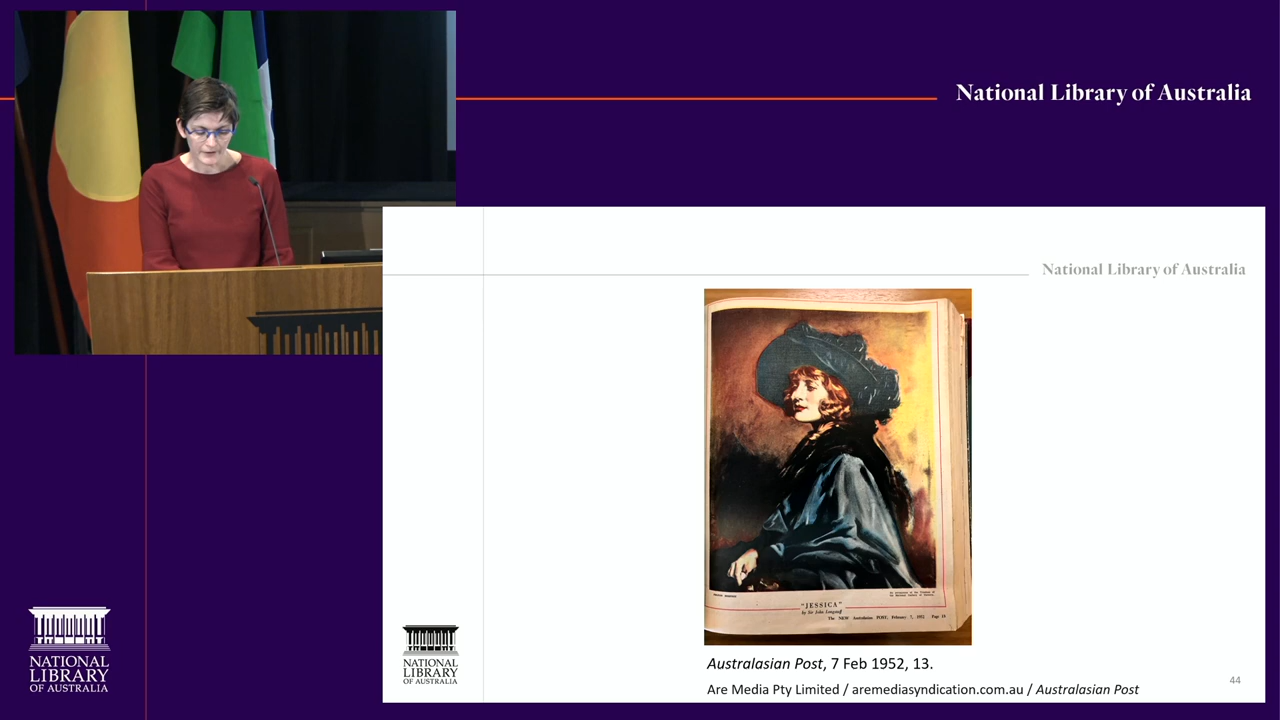 National Library of Australia
National Library of Australia
"JESSICA"
by Sir John Longstaff
The NEW Australasian POST, February 7, 1952 Page 13
Australasian Post, 7 Feb 1952, 13.
Are Media Pty Limited / aremediasyndication.com.au / Australasian Post
44
NATIONAL
LIBRARY
OF AUSTRALIA
NATIONAL
LIBRARY
OF AUSTRALIA